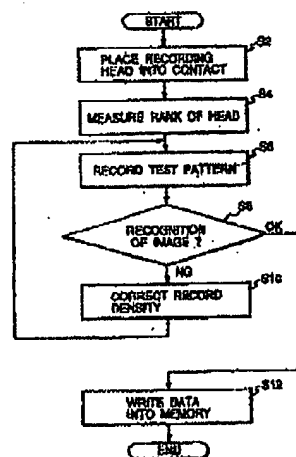 START
S2
PLACE RECORDING
HEAD INTO CONTACT
S4
MEASURE RANK OF HEAD
S6
RECORD TEST PATTERN
S8
RECOGNITION
OF IMAGE ?
OK
NG
S10
CORRECT RECORD
DENSITY
S12
WRITE DATA
INTO MEMORY
END